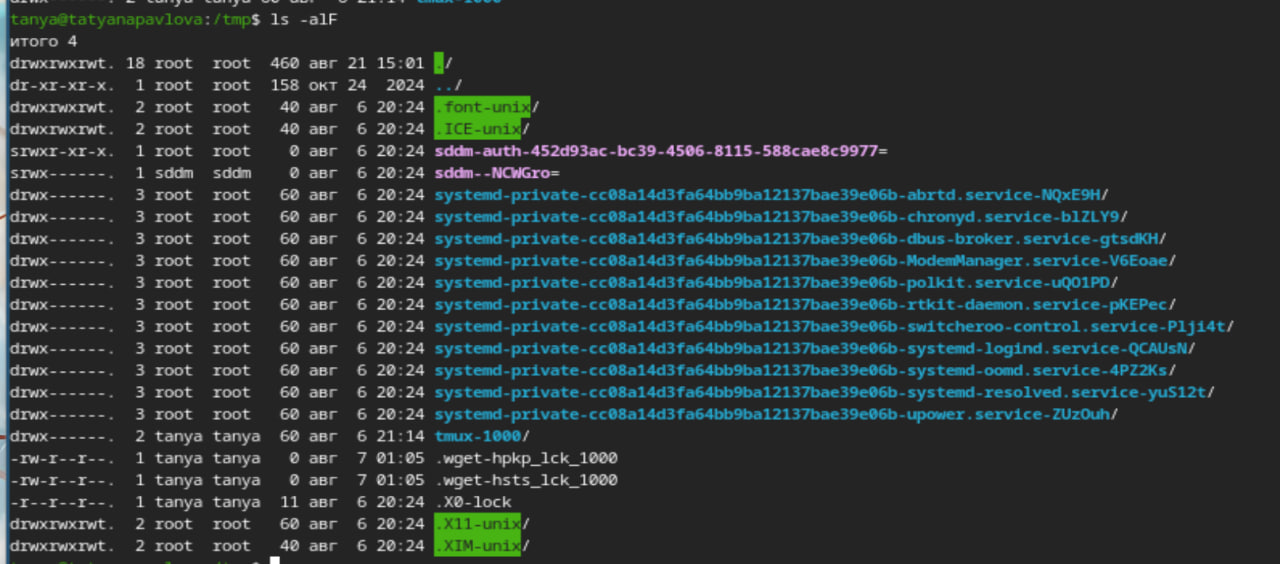 tanya@tatyanapavlova:/tmp$ ls -alF
итого 4
drwxrwxrwt. 18 root  root  460 авг 21 15:01 ./
dr-xr-xr-x.  1 root  root  158 окт 24  2024 ../
drwxrwxrwt.  2 root  root   40 авг  6 20:24 .font-unix/
drwxrwxrwt.  2 root  root   40 авг  6 20:24 .ICE-unix/
srwxr-xr-x.  1 root  root    0 авг  6 20:24 sddm-auth-452d93ac-bc39-4506-8115-588cae8c9977=
srwx------.  1 sddm  sddm    0 авг  6 20:24 sddm--NCWGro=
drwx------.  3 root  root   60 авг  6 20:24 systemd-private-cc08a14d3fa64bb9ba12137bae39e06b-abrtd.service-NQxE9H/
drwx------.  3 root  root   60 авг  6 20:24 systemd-private-cc08a14d3fa64bb9ba12137bae39e06b-chronyd.service-blZLY9/
drwx------.  3 root  root   60 авг  6 20:24 systemd-private-cc08a14d3fa64bb9ba12137bae39e06b-dbus-broker.service-gtsdKH/
drwx------.  3 root  root   60 авг  6 20:24 systemd-private-cc08a14d3fa64bb9ba12137bae39e06b-ModemManager.service-V6Eoae/
drwx------.  3 root  root   60 авг  6 20:24 systemd-private-cc08a14d3fa64bb9ba12137bae39e06b-polkit.service-uQO1PD/
drwx------.  3 root  root   60 авг  6 20:24 systemd-private-cc08a14d3fa64bb9ba12137bae39e06b-rtkit-daemon.service-pKEPec/
drwx------.  3 root  root   60 авг  6 20:24 systemd-private-cc08a14d3fa64bb9ba12137bae39e06b-switcheroo-control.service-Plji4t/
drwx------.  3 root  root   60 авг  6 20:24 systemd-private-cc08a14d3fa64bb9ba12137bae39e06b-systemd-logind.service-QCAUsN/
drwx------.  3 root  root   60 авг  6 20:24 systemd-private-cc08a14d3fa64bb9ba12137bae39e06b-systemd-oomd.service-4PZ2Ks/
drwx------.  3 root  root   60 авг  6 20:24 systemd-private-cc08a14d3fa64bb9ba12137bae39e06b-systemd-resolved.service-yuS12t/
drwx------.  3 root  root   60 авг  6 20:24 systemd-private-cc08a14d3fa64bb9ba12137bae39e06b-upower.service-ZUzOuh/
drwx------.  2 tanya tanya  60 авг  6 21:14 tmux-1000/
-rw-r--r--.  1 tanya tanya   0 авг  7 01:05 .wget-hpkp_lck_1000
-rw-r--r--.  1 tanya tanya   0 авг  7 01:05 .wget-hsts_lck_1000
-r--r--r--.  1 tanya tanya  11 авг  6 20:24 .X0-lock
drwxrwxrwt.  2 root  root   60 авг  6 20:24 .X11-unix/
drwxrwxrwt.  2 root  root   40 авг  6 20:24 .XIM-unix/